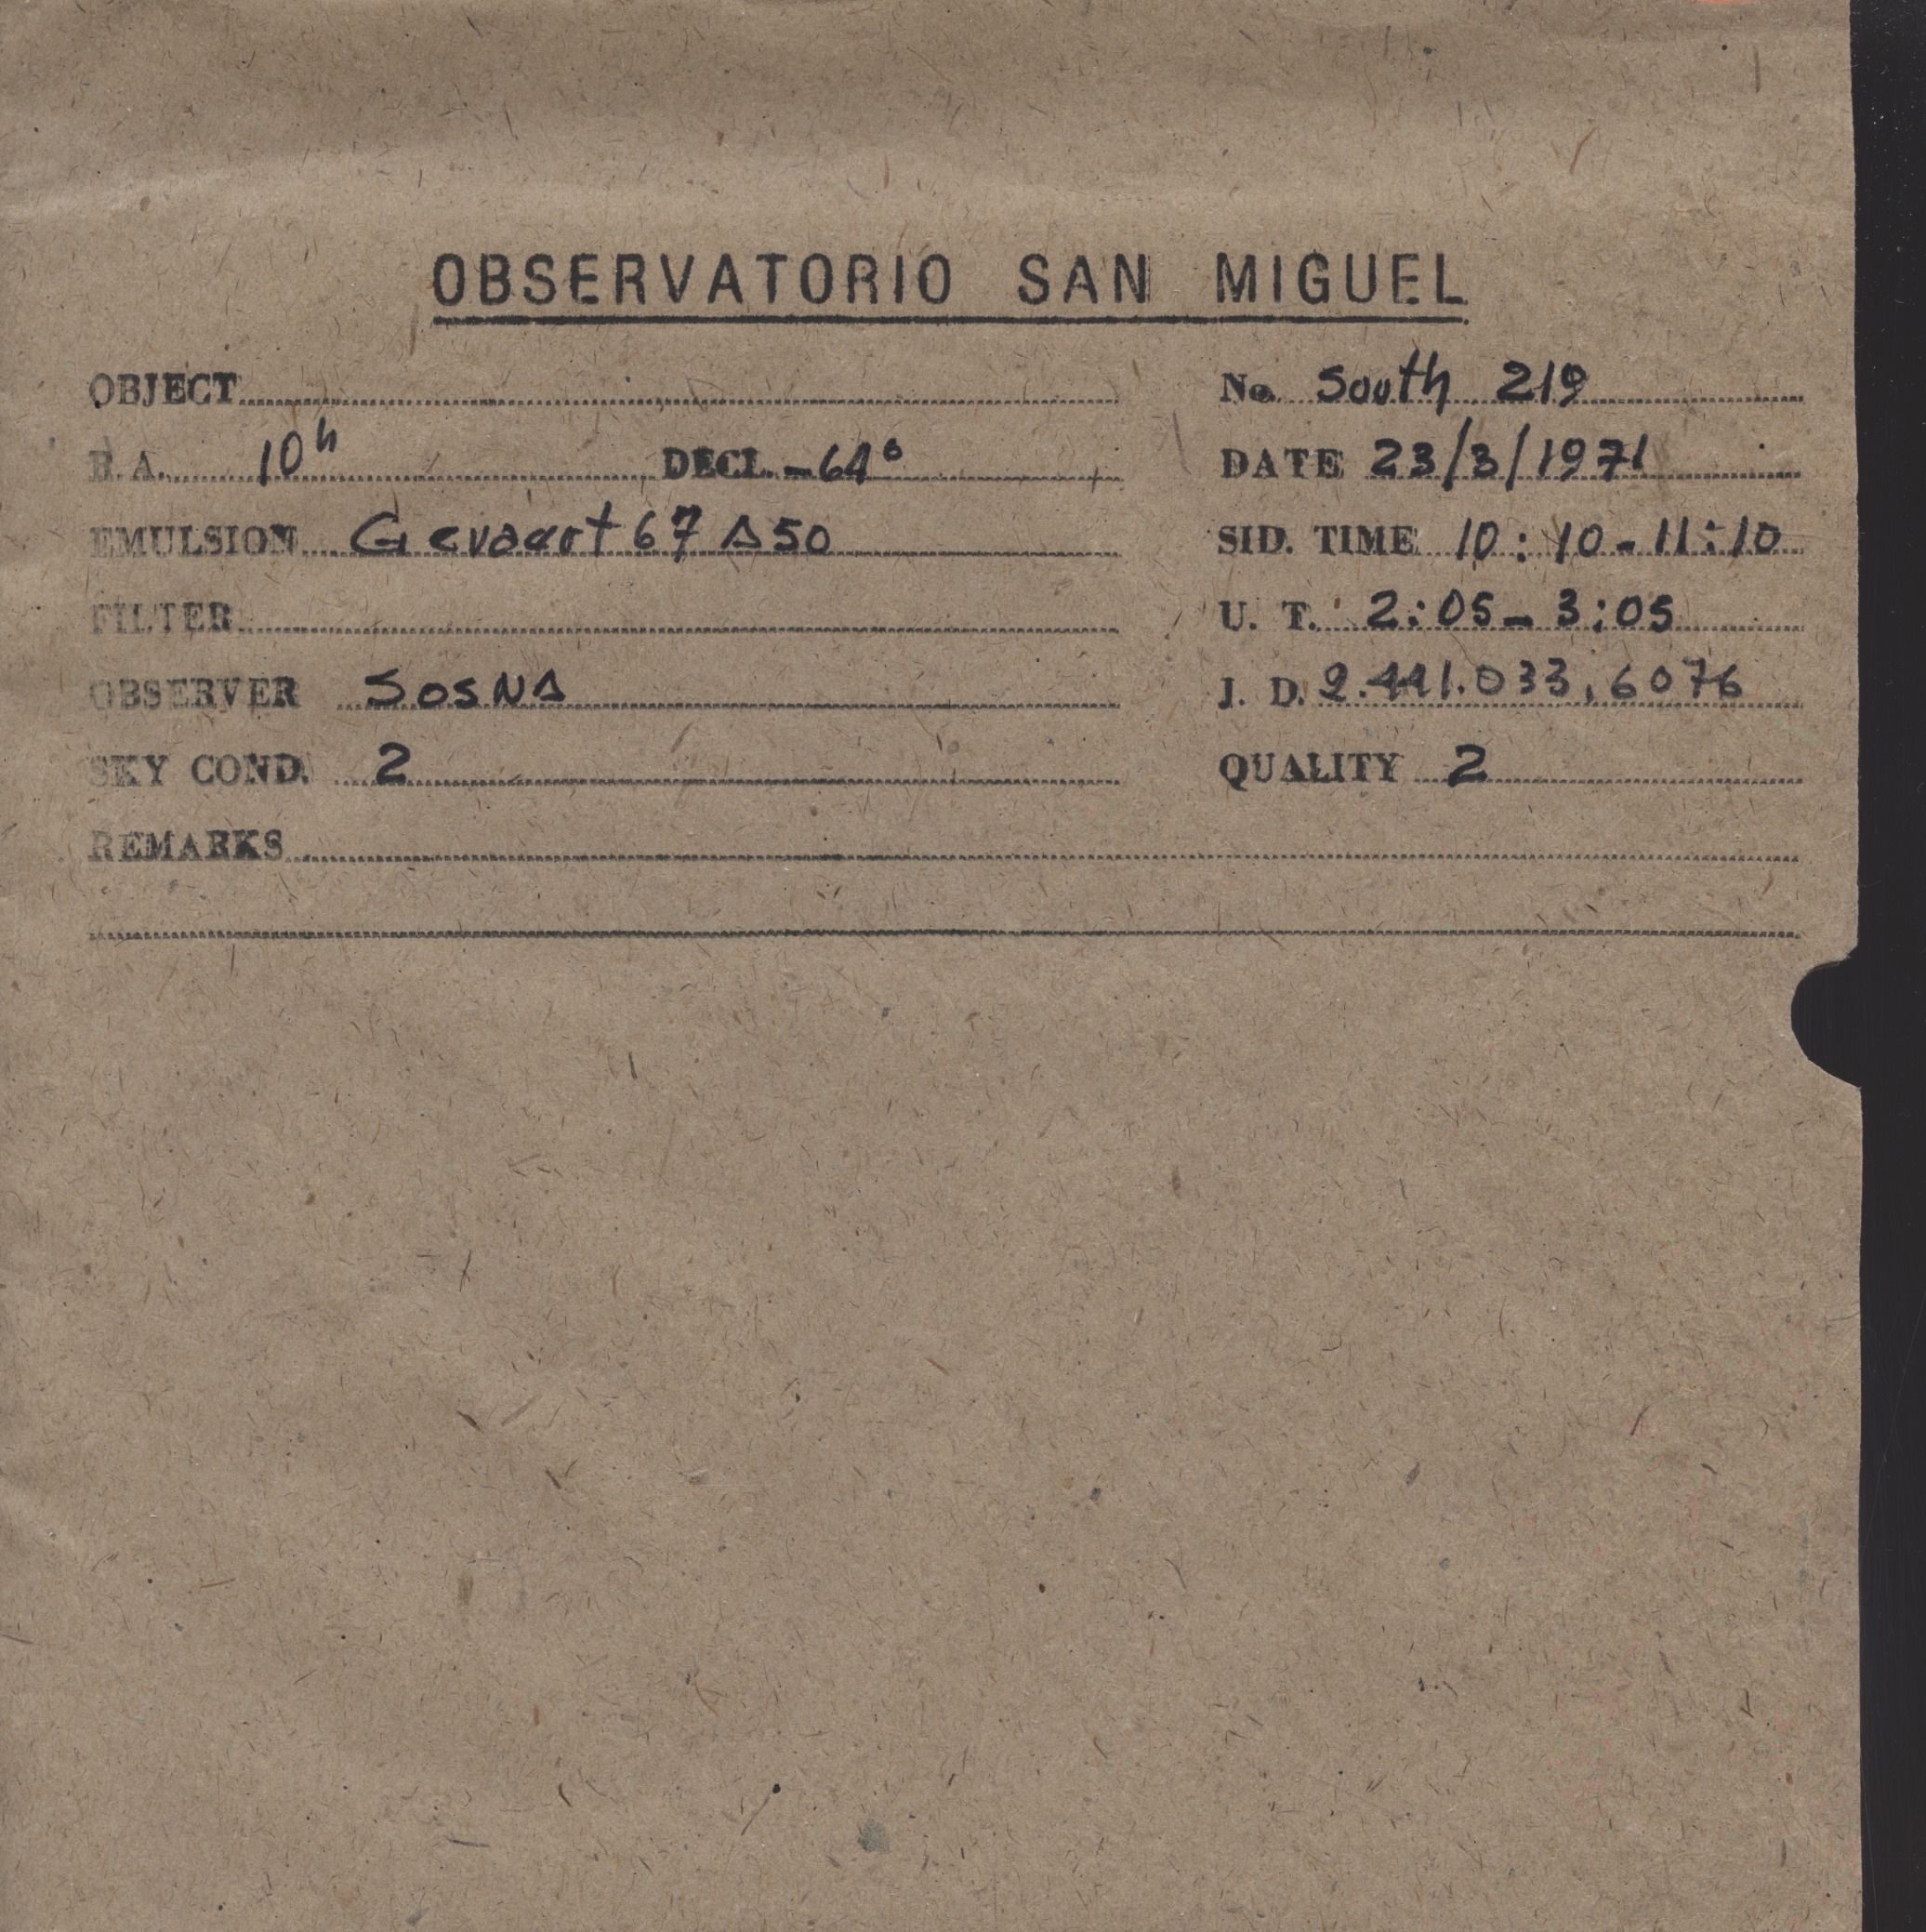 OBSERVATORIO SAN MIGUEL
OBJECT No. South 219
R. A. 10h DECL. -64° DATE 23/3/1971
EMULSION Gevaert 67 A50 SID. TIME 10:10-11:10
FILTER U. T. 2:05-3:05
OBSERVER SOSNA J. D. 2.441.033,6076
SKY COND. 2 QUALITY 2
REMARKS